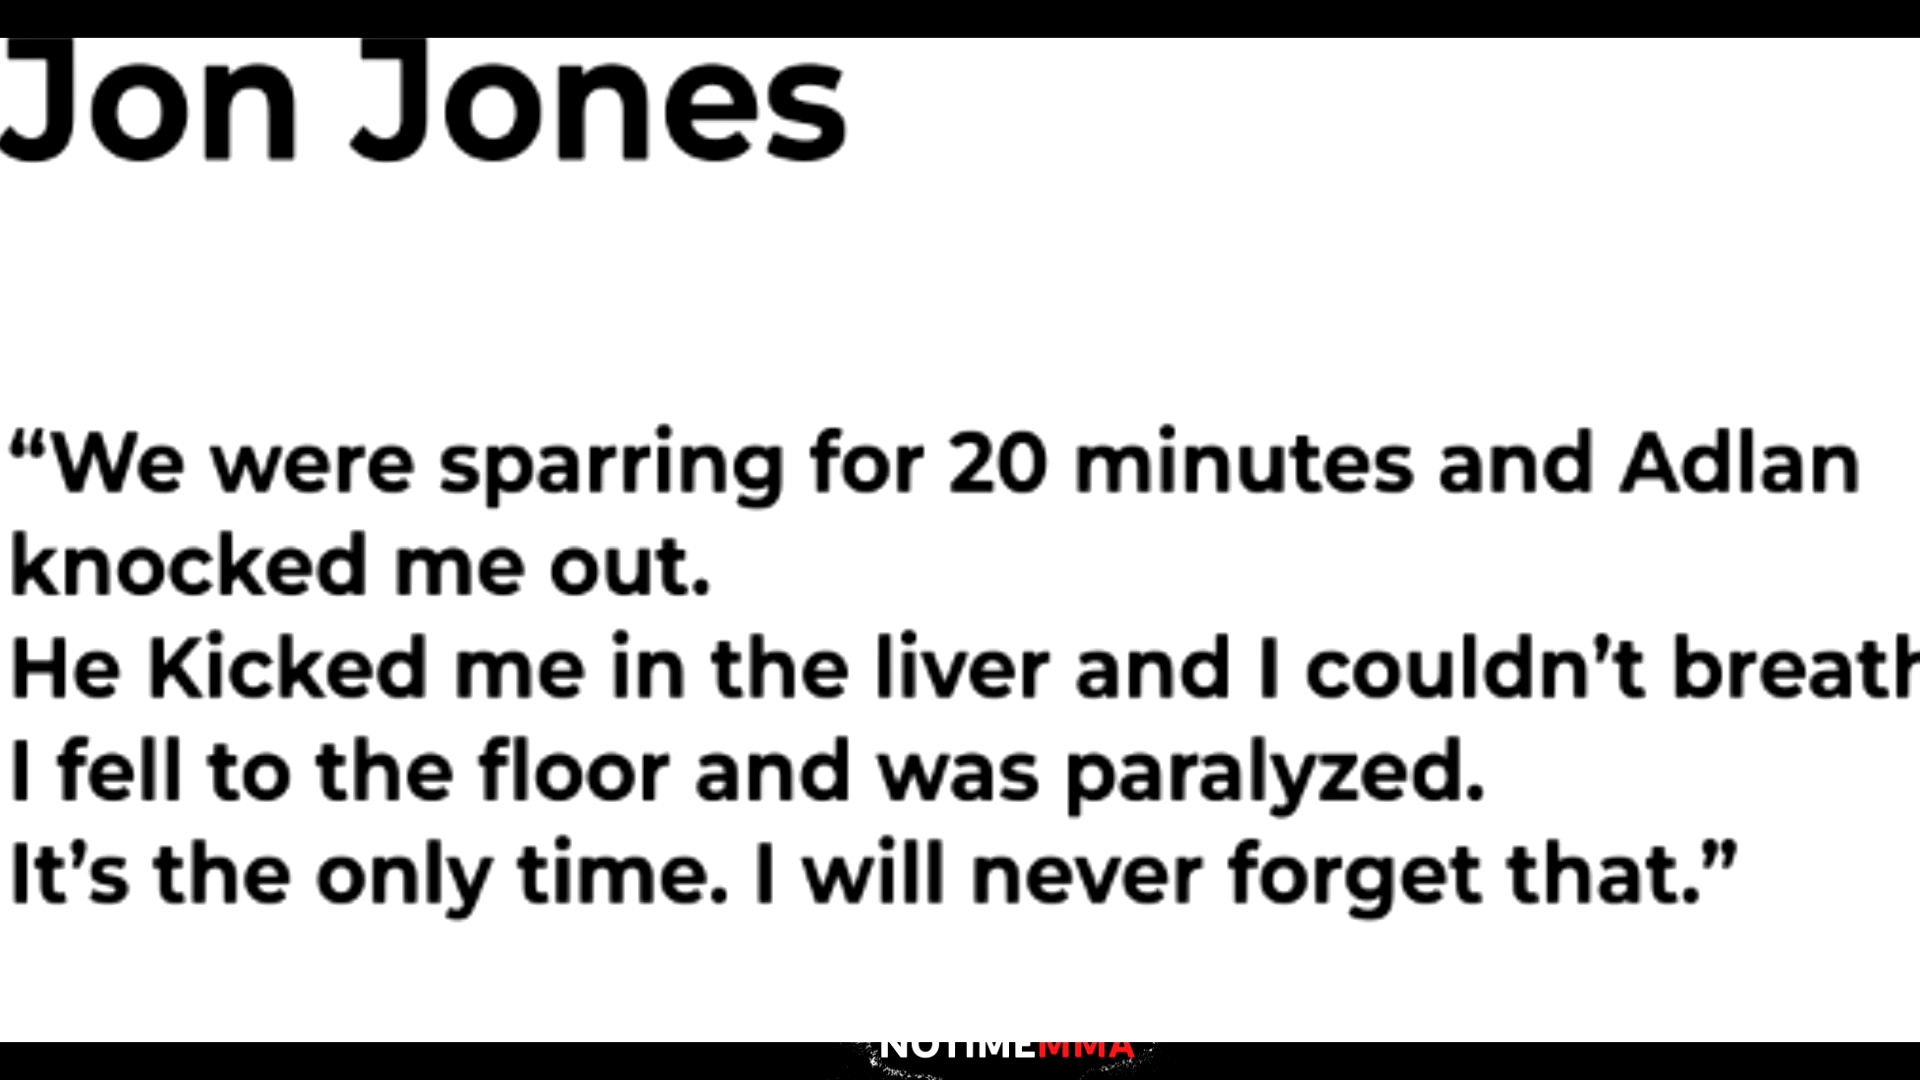 Jon Jones
“We were sparring for 20 minutes and Adlan
knocked me out.
He Kicked me in the liver and I couldn’t breath
I fell to the floor and was paralyzed.
It’s the only time. I will never forget that.”
NOTIMEMMA